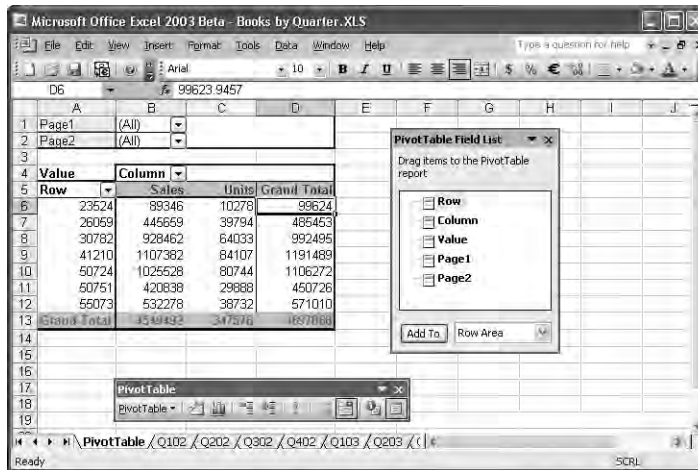 Microsoft Office Excel 2003 Beta - Books by Quarter.XLS
File Edit View Insert Format Tools Data Window Help Type a question for help
Arial 10 B I U $ % €
D6 fx 99623.9457
A B C D E F G H I J
1 Page1 (All)
2 Page2 (All)
3
4 Value Column
5 Row Sales Units Grand Total
6 23524 89346 10278 99624
7 26059 445659 39794 485453
8 30782 928462 64033 992495
9 41210 1107382 84107 1191489
10 50724 1025528 80744 1106272
11 50751 420838 29888 450726
12 55073 532278 38732 571010
13 Grand Total 4549493 347576
14
15
16
17
18
19
PivotTable Field List
Drag items to the PivotTable
report
Row
Column
Value
Page1
Page2
Add To Row Area
PivotTable
PivotTable
PivotTable Q102 Q202 Q302 Q402 Q103 Q203
Ready SCRL